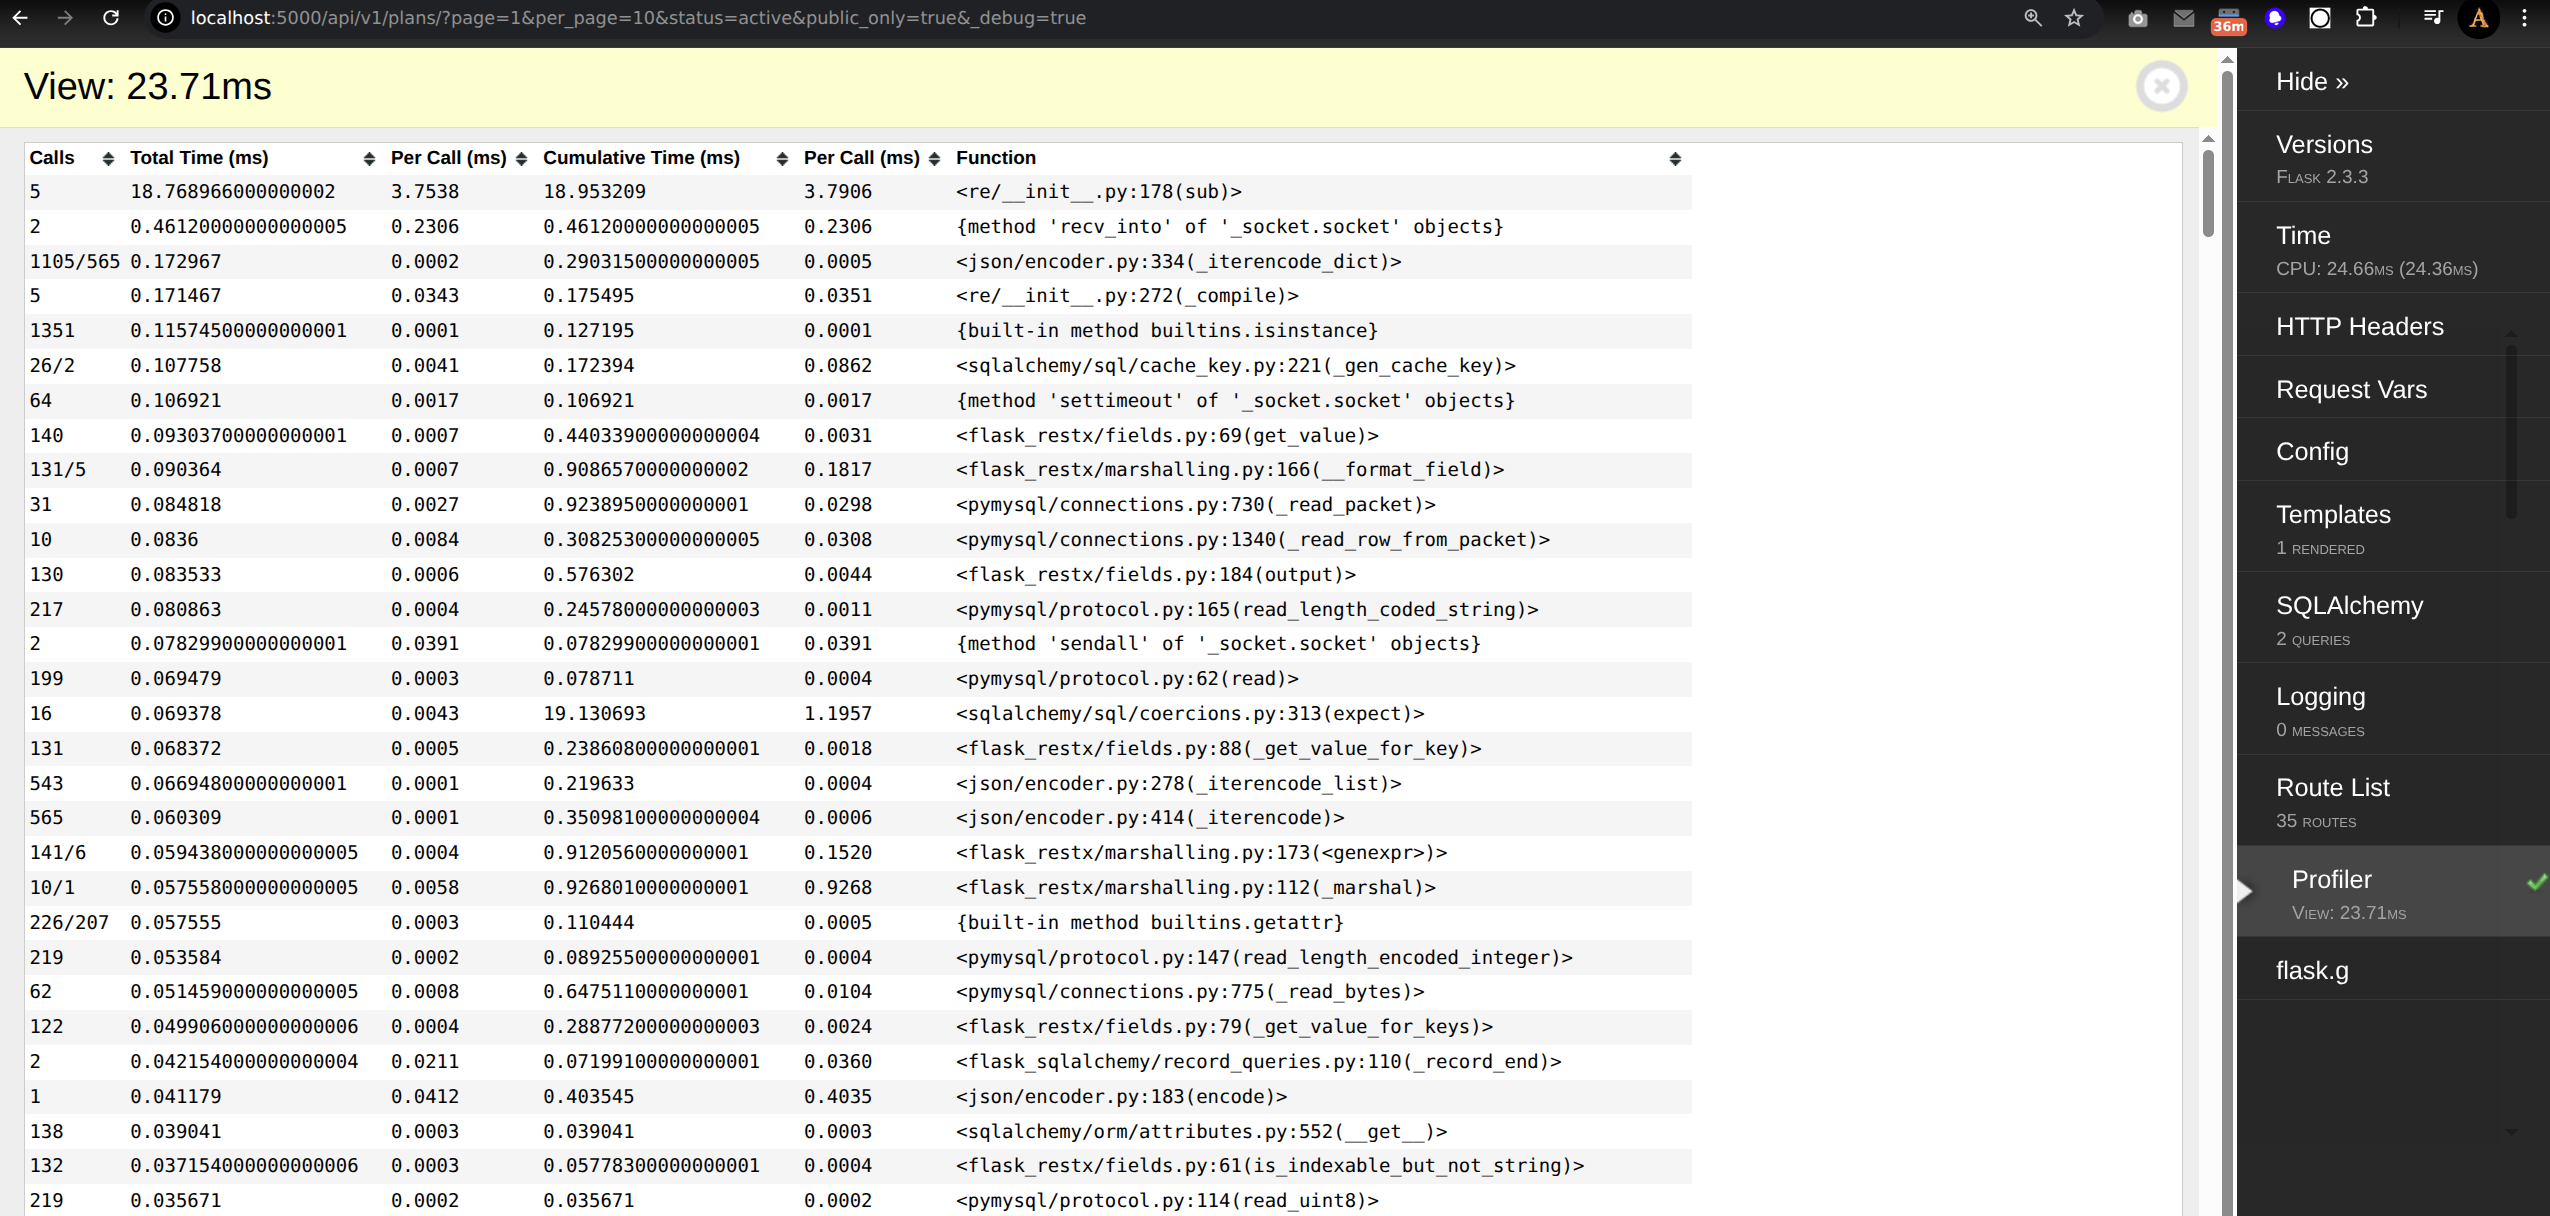 localhost:5000/api/v1/plans/?page=1&per_page=10&status=active&public_only=true&_debug=true
36m
A
View: 23.71ms
Calls Total Time (ms) Per Call (ms) Cumulative Time (ms) Per Call (ms) Function
5 18.768966000000002 3.7538 18.953209 3.7906 <re/__init__.py:178(sub)>
2 0.46120000000000005 0.2306 0.46120000000000005 0.2306 {method 'recv_into' of '_socket.socket' objects}
1105/565 0.172967 0.0002 0.29031500000000005 0.0005 <json/encoder.py:334(_iterencode_dict)>
5 0.171467 0.0343 0.175495 0.0351 <re/__init__.py:272(_compile)>
1351 0.11574500000000001 0.0001 0.127195 0.0001 {built-in method builtins.isinstance}
26/2 0.107758 0.0041 0.172394 0.0862 <sqlalchemy/sql/cache_key.py:221(_gen_cache_key)>
64 0.106921 0.0017 0.106921 0.0017 {method 'settimeout' of '_socket.socket' objects}
140 0.09303700000000001 0.0007 0.44033900000000004 0.0031 <flask_restx/fields.py:69(get_value)>
131/5 0.090364 0.0007 0.9086570000000002 0.1817 <flask_restx/marshalling.py:166(__format_field)>
31 0.084818 0.0027 0.9238950000000001 0.0298 <pymysql/connections.py:730(_read_packet)>
10 0.0836 0.0084 0.30825300000000005 0.0308 <pymysql/connections.py:1340(_read_row_from_packet)>
130 0.083533 0.0006 0.576302 0.0044 <flask_restx/fields.py:184(output)>
217 0.080863 0.0004 0.24578000000000003 0.0011 <pymysql/protocol.py:165(read_length_coded_string)>
2 0.07829900000000001 0.0391 0.07829900000000001 0.0391 {method 'sendall' of '_socket.socket' objects}
199 0.069479 0.0003 0.078711 0.0004 <pymysql/protocol.py:62(read)>
16 0.069378 0.0043 19.130693 1.1957 <sqlalchemy/sql/coercions.py:313(expect)>
131 0.068372 0.0005 0.23860800000000001 0.0018 <flask_restx/fields.py:88(_get_value_for_key)>
543 0.06694800000000001 0.0001 0.219633 0.0004 <json/encoder.py:278(_iterencode_list)>
565 0.060309 0.0001 0.35098100000000004 0.0006 <json/encoder.py:414(_iterencode)>
141/6 0.059438000000000005 0.0004 0.9120560000000001 0.1520 <flask_restx/marshalling.py:173(<genexpr>)>
10/1 0.057558000000000005 0.0058 0.9268010000000001 0.9268 <flask_restx/marshalling.py:112(_marshal)>
226/207 0.057555 0.0003 0.110444 0.0005 {built-in method builtins.getattr}
219 0.053584 0.0002 0.08925500000000001 0.0004 <pymysql/protocol.py:147(read_length_encoded_integer)>
62 0.051459000000000005 0.0008 0.6475110000000001 0.0104 <pymysql/connections.py:775(_read_bytes)>
122 0.049906000000000006 0.0004 0.28877200000000003 0.0024 <flask_restx/fields.py:79(_get_value_for_keys)>
2 0.042154000000000004 0.0211 0.07199100000000001 0.0360 <flask_sqlalchemy/record_queries.py:110(_record_end)>
1 0.041179 0.0412 0.403545 0.4035 <json/encoder.py:183(encode)>
138 0.039041 0.0003 0.039041 0.0003 <sqlalchemy/orm/attributes.py:552(__get__)>
132 0.037154000000000006 0.0003 0.05778300000000001 0.0004 <flask_restx/fields.py:61(is_indexable_but_not_string)>
219 0.035671 0.0002 0.035671 0.0002 <pymysql/protocol.py:114(read_uint8)>
Hide »
Versions
Flask 2.3.3
Time
CPU: 24.66ms (24.36ms)
HTTP Headers
Request Vars
Config
Templates
1 rendered
SQLAlchemy
2 queries
Logging
0 messages
Route List
35 routes
Profiler
View: 23.71ms
flask.g